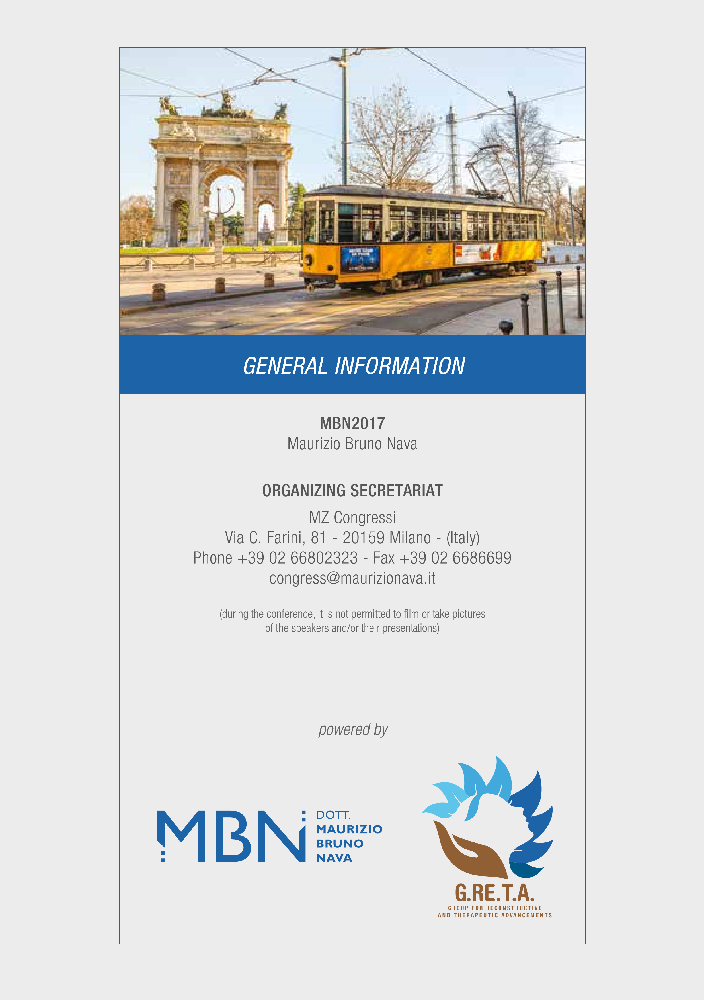 GENERAL INFORMATION
MBN2017
Maurizio Bruno Nava
ORGANIZING SECRETARIAT
MZ Congressi
Via C. Farini, 81 - 20159 Milano - (Italy)
Phone +39 02 66802323 - Fax +39 02 6686699
congress@maurizionava.it
(during the conference, it is not permitted to film or take pictures
of the speakers and/or their presentations)
powered by
MBN
DOTT.
MAURIZIO
BRUNO
NAVA
G.RE.T.A.
GROUP FOR RECONSTRUCTIVE
AND THERAPEUTIC ADVANCEMENTS